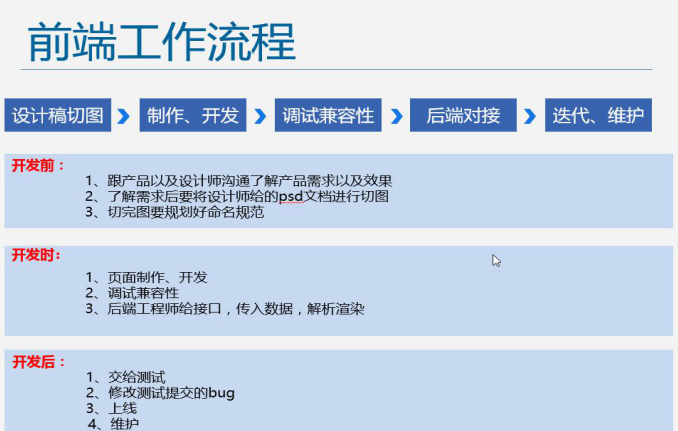 前端工作流程
设计稿切图
制作、开发
调试兼容性
后端对接
迭代、维护
开发前：
1、跟产品以及设计师沟通了解产品需求以及效果
2、了解需求后要将设计师给的psd文档进行切图
3、切完图要规划好命名规范
开发时：
1、页面制作、开发
2、调试兼容性
3、后端工程师给接口，传入数据，解析渲染
开发后：
1、交给测试
2、修改测试提交的bug
3、上线
4、维护